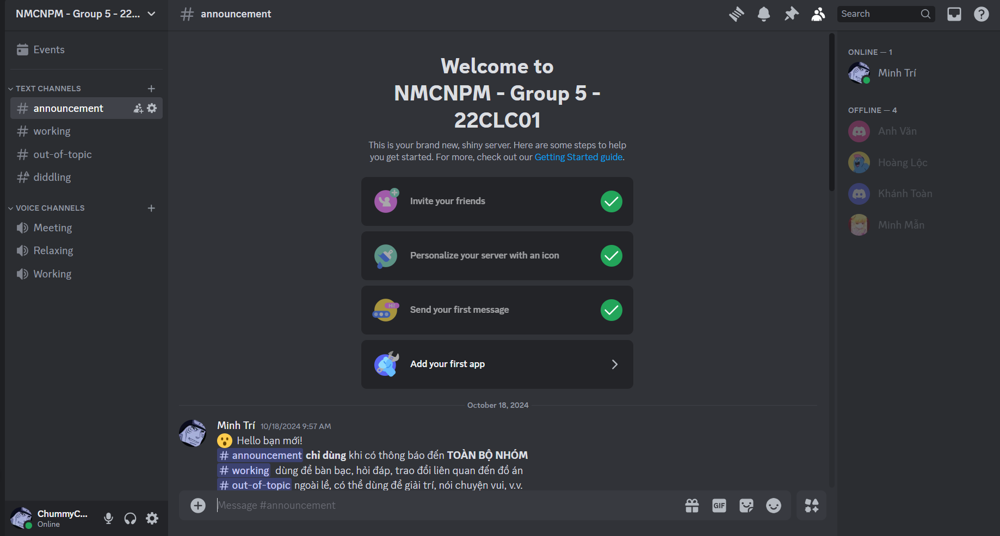 NMCNPM - Group 5 - 22...
Events
TEXT CHANNELS
announcement
working
out-of-topic
diddling
VOICE CHANNELS
Meeting
Relaxing
Working
ChummyC...
Online
# announcement
Search
Welcome to
NMCNPM - Group 5 -
22CLC01
This is your brand new, shiny server. Here are some steps to help
you get started. For more, check out our Getting Started guide.
Invite your friends
Personalize your server with an icon
Hi!
Send your first message
Add your first app
October 18, 2024
Minh Trí 10/18/2024 9:57 AM
😮 Hello bạn mới!
# announcement chỉ dùng khi có thông báo đến TOÀN BỘ NHÓM
# working dùng để bàn bạc, hỏi đáp, trao đổi liên quan đến đồ án
# out-of-topic ngoài lề, có thể dùng để giải trí, nói chuyện vui, v.v.
Message #announcement
GIF
ONLINE — 1
Minh Trí
OFFLINE — 4
Anh Văn
Hoàng Lộc
Khánh Toàn
Minh Mẫn